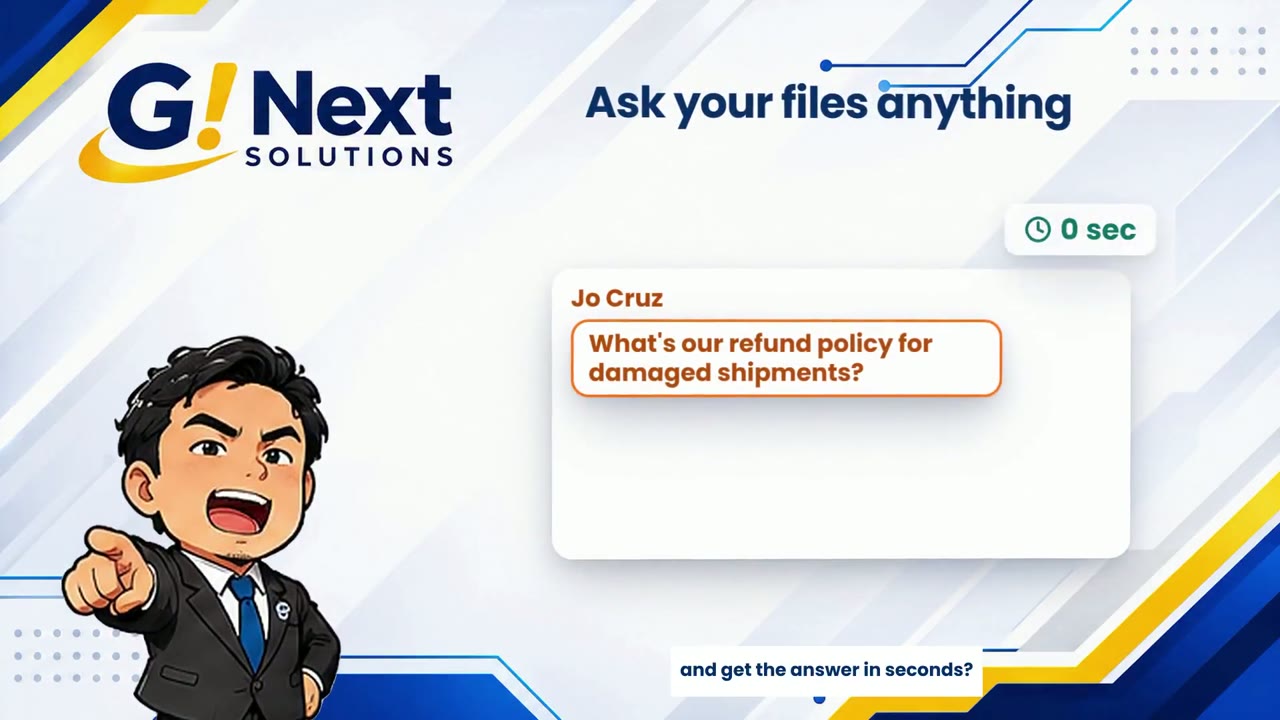 G! Next
SOLUTIONS
Ask your files anything
0 sec
Jo Cruz
What's our refund policy for
damaged shipments?
and get the answer in seconds?